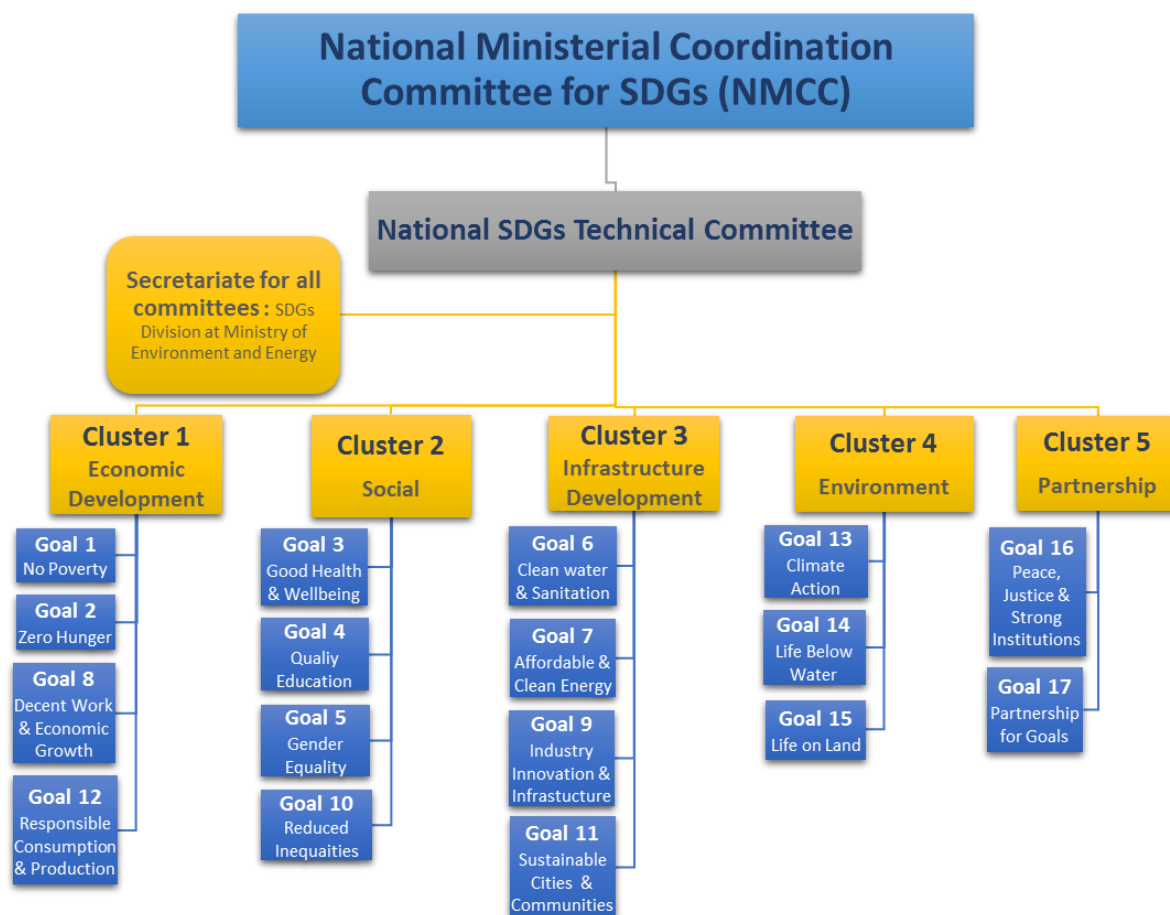 National Ministerial Coordination
Committee for SDGs (NMCC)
National SDGs Technical Committee
Secretariate for all
committees : SDGs
Division at Ministry of
Environment and Energy
Cluster 1
Economic
Development
Goal 1
No Poverty
Goal 2
Zero Hunger
Goal 8
Decent Work
& Economic
Growth
Goal 12
Responsible
Consumption
& Production
Cluster 2
Social
Goal 3
Good Health
& Wellbeing
Goal 4
Qualiy
Education
Goal 5
Gender
Equality
Goal 10
Reduced
Inequaities
Cluster 3
Infrastructure
Development
Goal 6
Clean water
& Sanitation
Goal 7
Affordable &
Clean Energy
Goal 9
Industry
Innovation &
Infrastucture
Goal 11
Sustainable
Cities &
Communities
Cluster 4
Environment
Goal 13
Climate
Action
Goal 14
Life Below
Water
Goal 15
Life on Land
Cluster 5
Partnership
Goal 16
Peace,
Justice &
Strong
Institutions
Goal 17
Partnership
for Goals